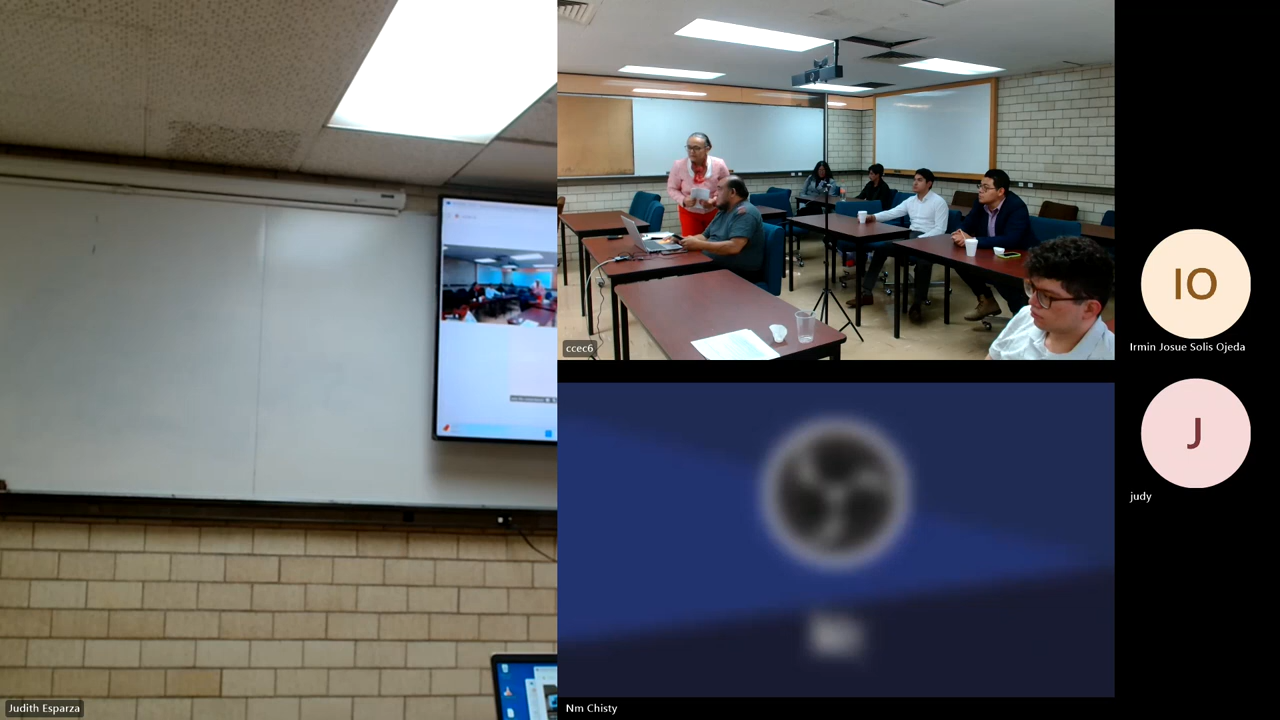 Judith Esparza
ccec6
Nm Chisty
IO
Irmin Josue Solis Ojeda
J
judy